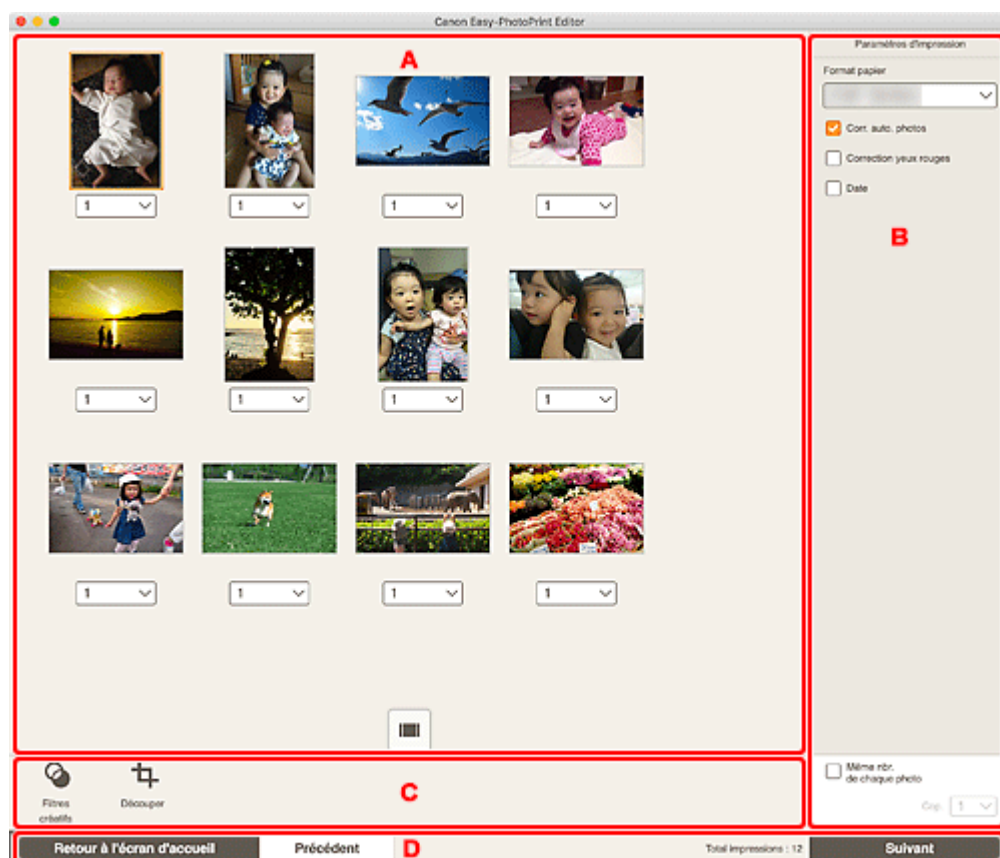 Canon Easy-PhotoPrint Editor
A
Paramètres d'impression
Format papier
Corr. auto. photos
Correction yeux rouges
Date
B
1 1 1 1
1 1 1 1
1 1 1 1
Même nbr.
de chaque photo
Cop. 1
Filtres
créatifs
Découper
C
Retour à l'écran d'accueil
Précédent
D
Total impressions : 12
Suivant